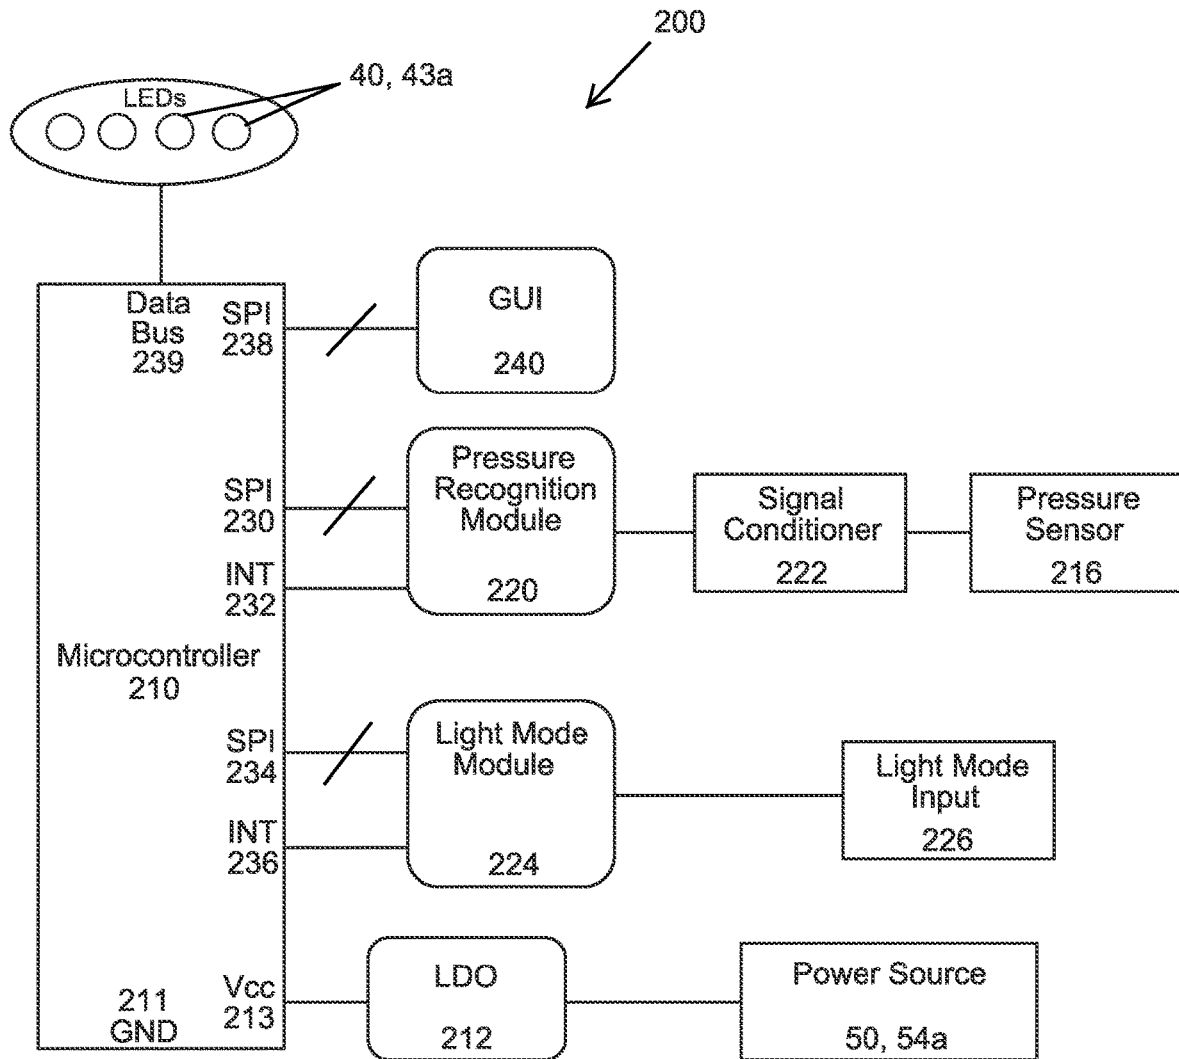 200
40, 43a
LEDs
Data
Bus
239
SPI
238
GUI
240
SPI
230
INT
232
Pressure
Recognition
Module
220
Signal
Conditioner
222
Pressure
Sensor
216
Microcontroller
210
SPI
234
INT
236
Light Mode
Module
224
Light Mode
Input
226
211
GND
Vcc
213
LDO
212
Power Source
50, 54a